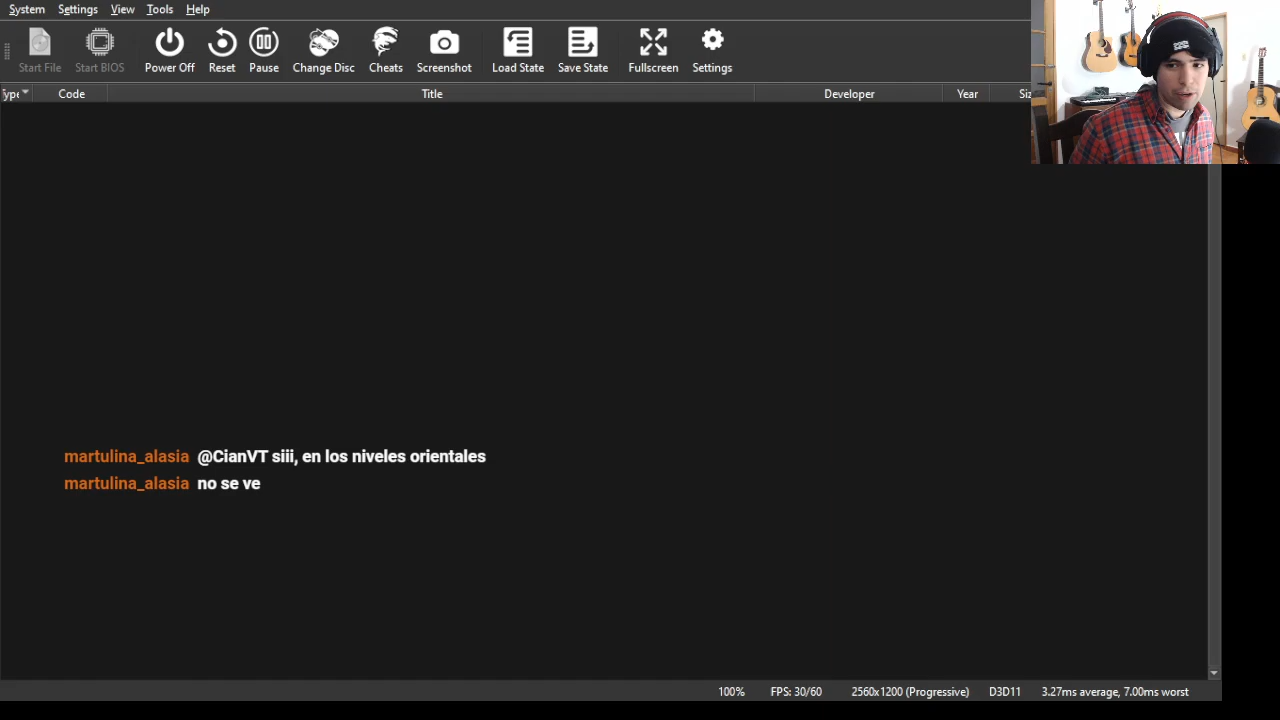 System Settings View Tools Help
Start File Start BIOS Power Off Reset Pause Change Disc Cheats Screenshot Load State Save State Fullscreen Settings
Code Title Developer Year
martulina_alasia @CianVT siii, en los niveles orientales
martulina_alasia no se ve
100% FPS: 30/60 2560x1200 (Progressive) D3D11 3.27ms average, 7.00ms worst